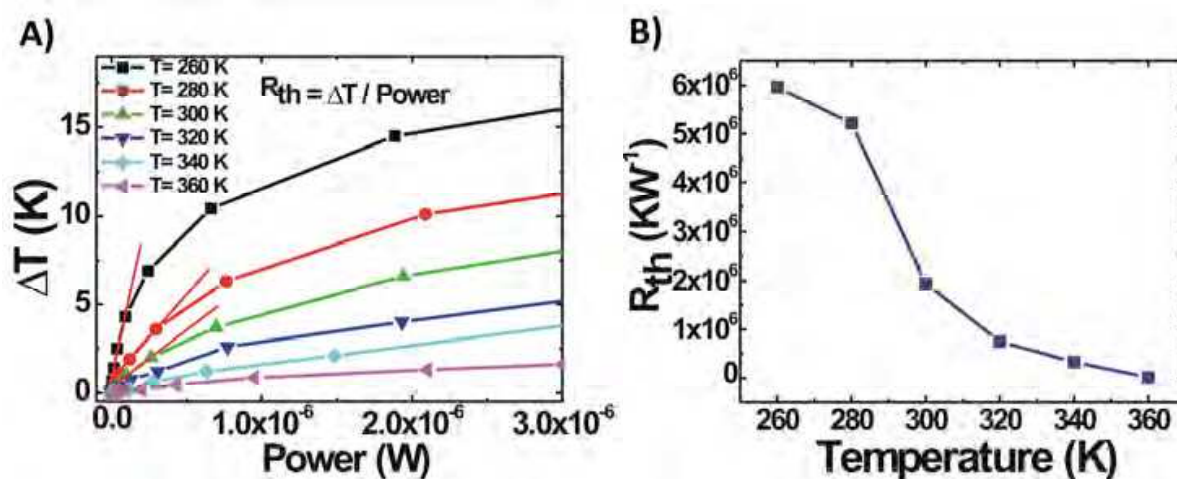 A)
T= 260 K
T= 280 K
T= 300 K
T= 320 K
T= 340 K
T= 360 K
Rth = ΔT / Power
15
10
5
0
ΔT (K)
0.0 1.0x10⁻⁶ 2.0x10⁻⁶ 3.0x10⁻⁶
Power (W)
B)
6x10⁶
5x10⁶
4x10⁶
3x10⁶
2x10⁶
1x10⁶
0
Rth (KW⁻¹)
260 280 300 320 340 360
Temperature (K)